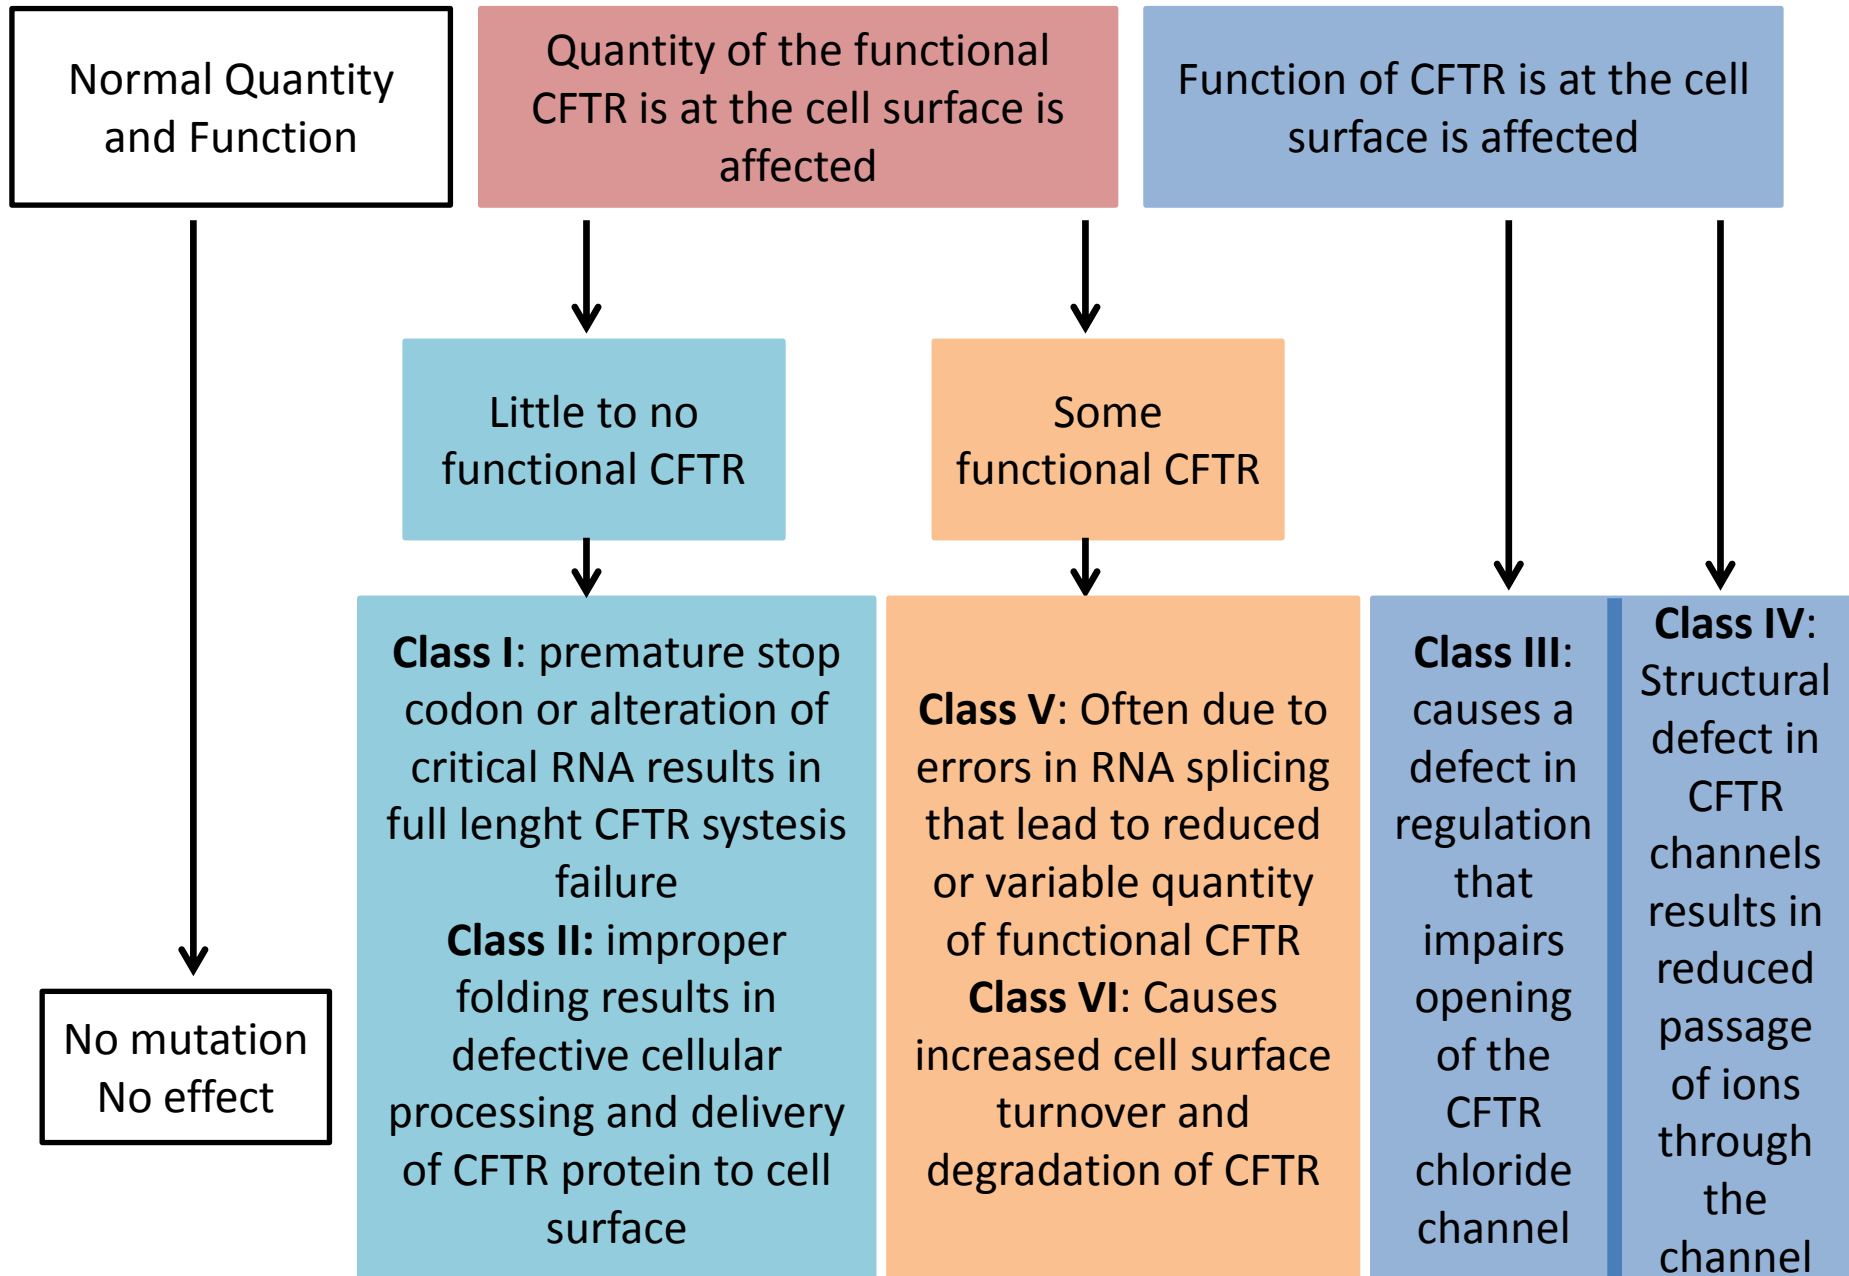 Normal Quantity
and Function
Quantity of the functional
CFTR is at the cell surface is
affected
Function of CFTR is at the cell
surface is affected
Little to no
functional CFTR
Some
functional CFTR
No mutation
No effect
Class I: premature stop
codon or alteration of
critical RNA results in
full lenght CFTR systesis
failure
Class II: improper
folding results in
defective cellular
processing and delivery
of CFTR protein to cell
surface
Class V: Often due to
errors in RNA splicing
that lead to reduced
or variable quantity
of functional CFTR
Class VI: Causes
increased cell surface
turnover and
degradation of CFTR
Class III:
causes a
defect in
regulation
that
impairs
opening
of the
CFTR
chloride
channel
Class IV:
Structural
defect in
CFTR
channels
results in
reduced
passage
of ions
through
the
channel